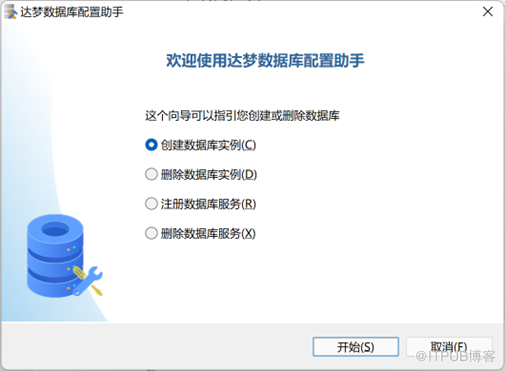 达梦数据库配置助手
欢迎使用达梦数据库配置助手
这个向导可以指引您创建或删除数据库
创建数据库实例(C)
删除数据库实例(D)
注册数据库服务(R)
删除数据库服务(X)
开始(S) 取消(F)
@ITPUB博客